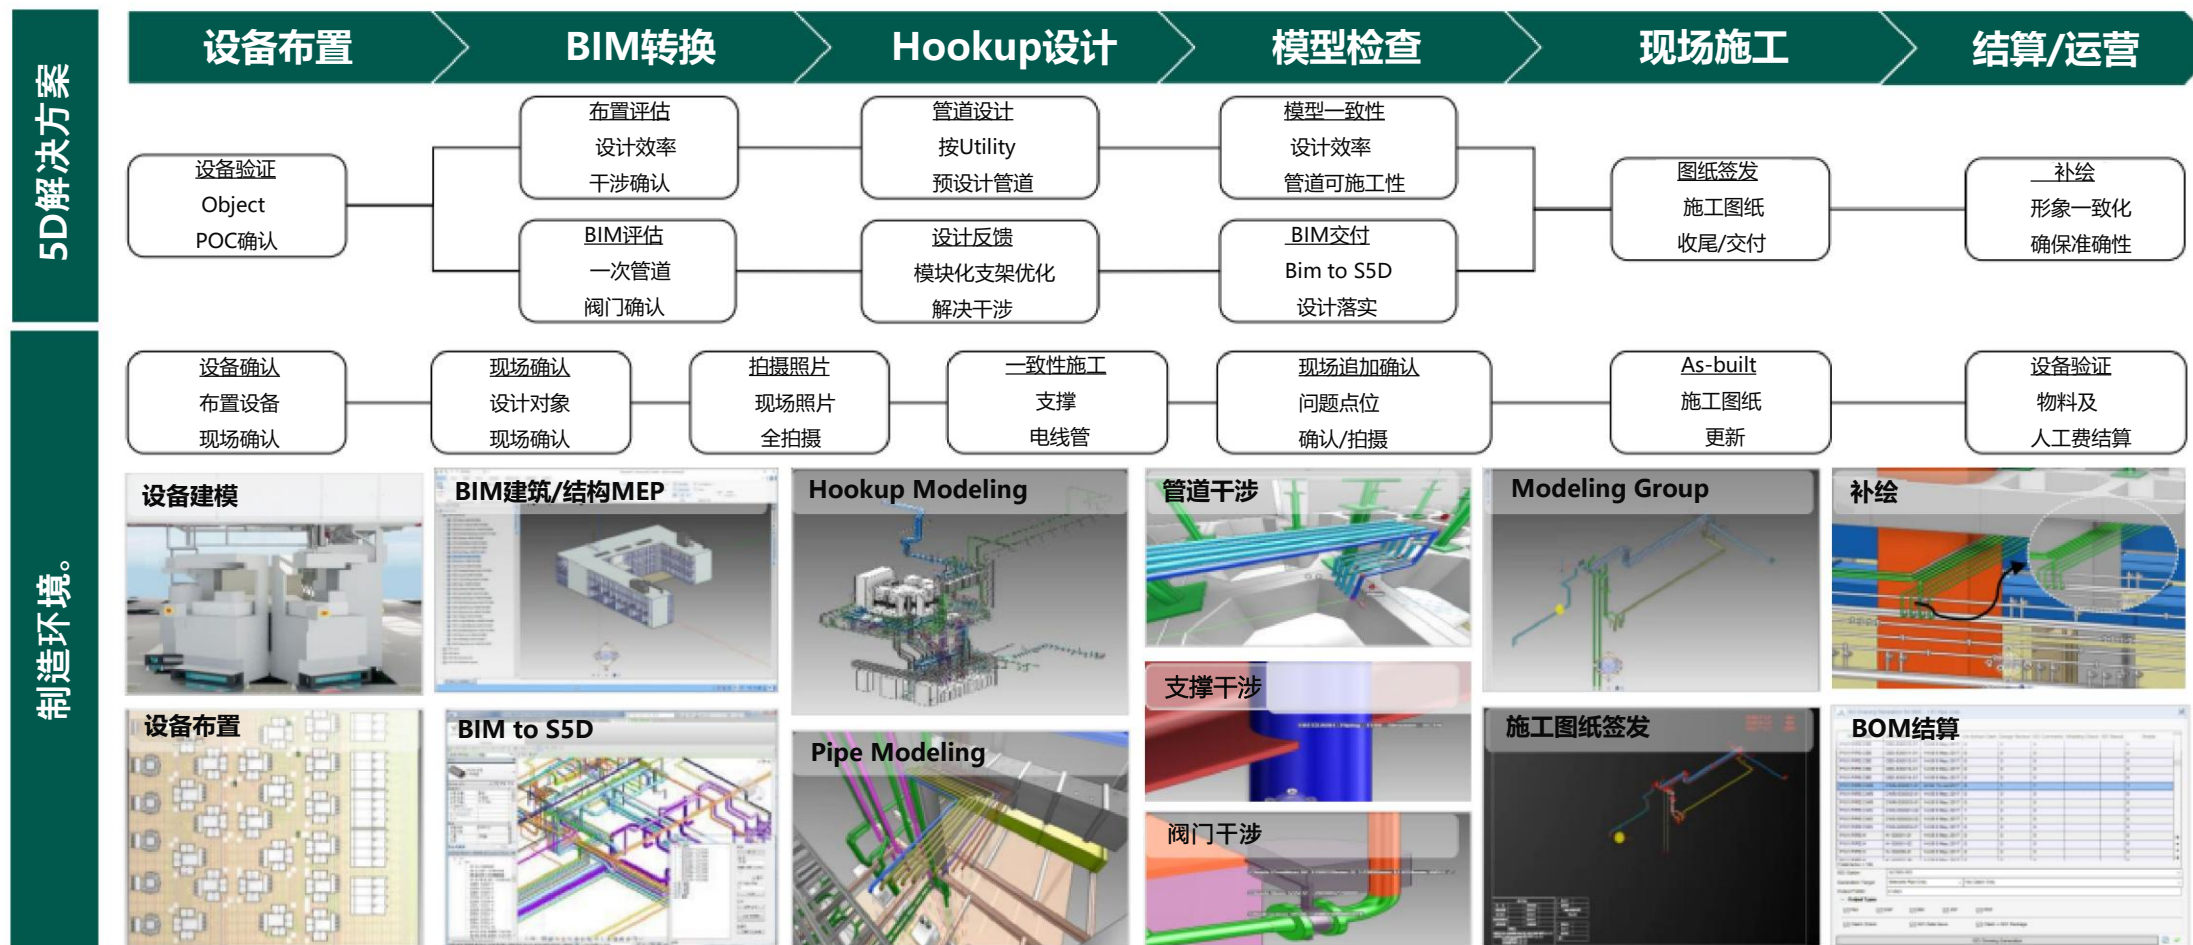 5D解决方案
设备布置
BIM转换
Hookup设计
模型检查
现场施工
结算/运营
设备验证
Object
POC确认
布置评估
设计效率
干涉确认
BIM评估
一次管道
阀门确认
管道设计
按Utility
预设计管道
设计反馈
模块化支架优化
解决干涉
模型一致性
设计效率
管道可施工性
BIM交付
Bim to S5D
设计落实
图纸签发
施工图纸
收尾/交付
补绘
形象一致化
确保准确性
制造环境。
设备确认
布置设备
现场确认
现场确认
设计对象
现场确认
拍摄照片
现场照片
全拍摄
一致性施工
支撑
电线管
现场追加确认
问题点位
确认/拍摄
As-built
施工图纸
更新
设备验证
物料及
人工费结算
设备建模
BIM建筑/结构MEP
Hookup Modeling
管道干涉
Modeling Group
补绘
支撑干涉
设备布置
BIM to S5D
Pipe Modeling
阀门干涉
施工图纸签发
BOM结算